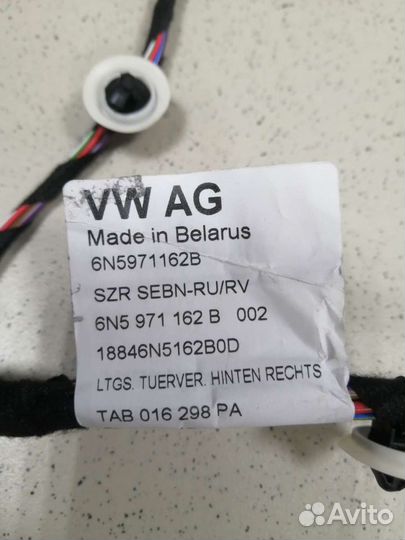 VW AG
Made in Belarus
6N5971162B
SZR SEBN-RU/RV
6N5 971 162 B 002
18846N5162B0D
LTGS. TUERVER. HINTEN RECHTS
TAB 016 298 PA
Avito